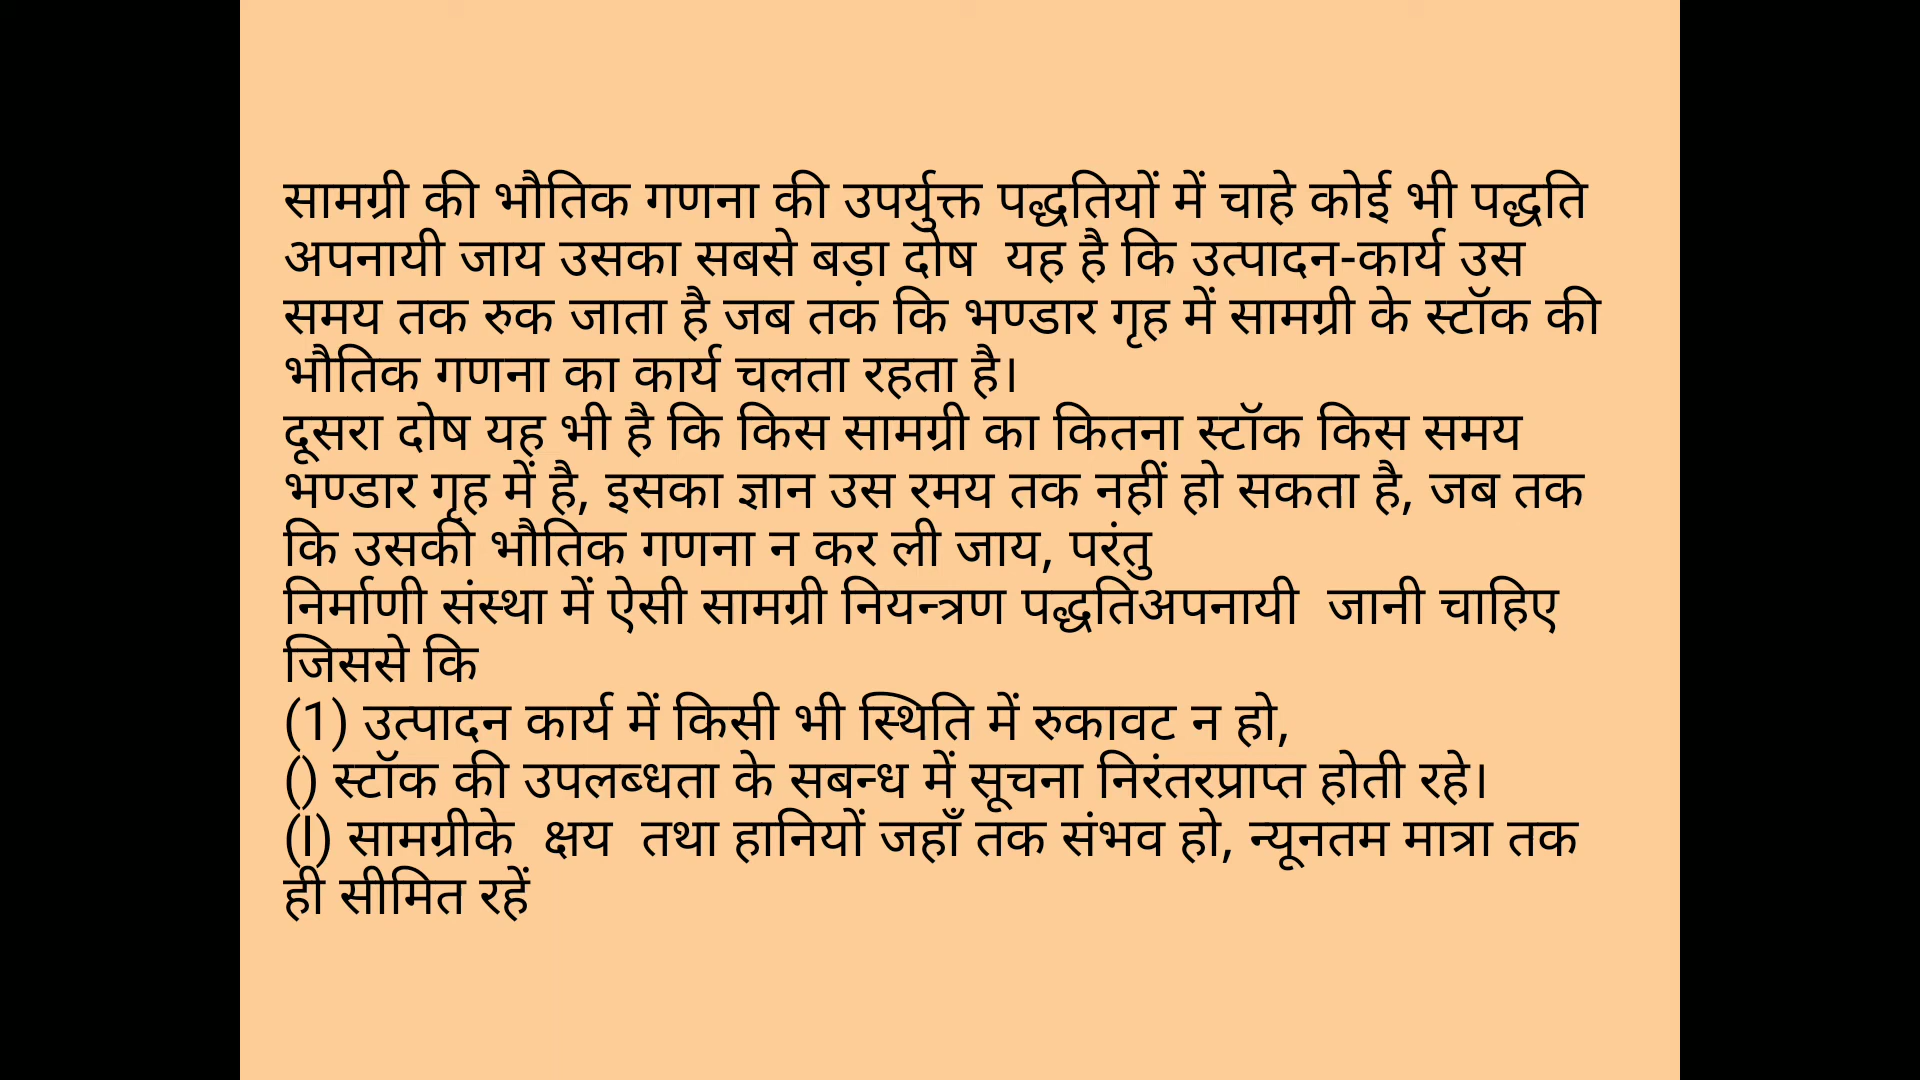 सामग्री की भौतिक गणना की उपर्युक्त पद्धतियों में चाहे कोई भी पद्धति
अपनायी जाय उसका सबसे बड़ा दोष  यह है कि उत्पादन-कार्य उस
समय तक रुक जाता है जब तक कि भण्डार गृह में सामग्री के स्टॉक की
भौतिक गणना का कार्य चलता रहता है।
दूसरा दोष यह भी है कि किस सामग्री का कितना स्टॉक किस समय
भण्डार गृह में है, इसका ज्ञान उस रमय तक नहीं हो सकता है, जब तक
कि उसकी भौतिक गणना न कर ली जाय, परंतु
निर्माणी संस्था में ऐसी सामग्री नियन्त्रण पद्धतिअपनायी  जानी चाहिए
जिससे कि
(1) उत्पादन कार्य में किसी भी स्थिति में रुकावट न हो,
() स्टॉक की उपलब्धता के सबन्ध में सूचना निरंतरप्राप्त होती रहे।
(l) सामग्रीके  क्षय  तथा हानियों जहाँ तक संभव हो, न्यूनतम मात्रा तक
ही सीमित रहें